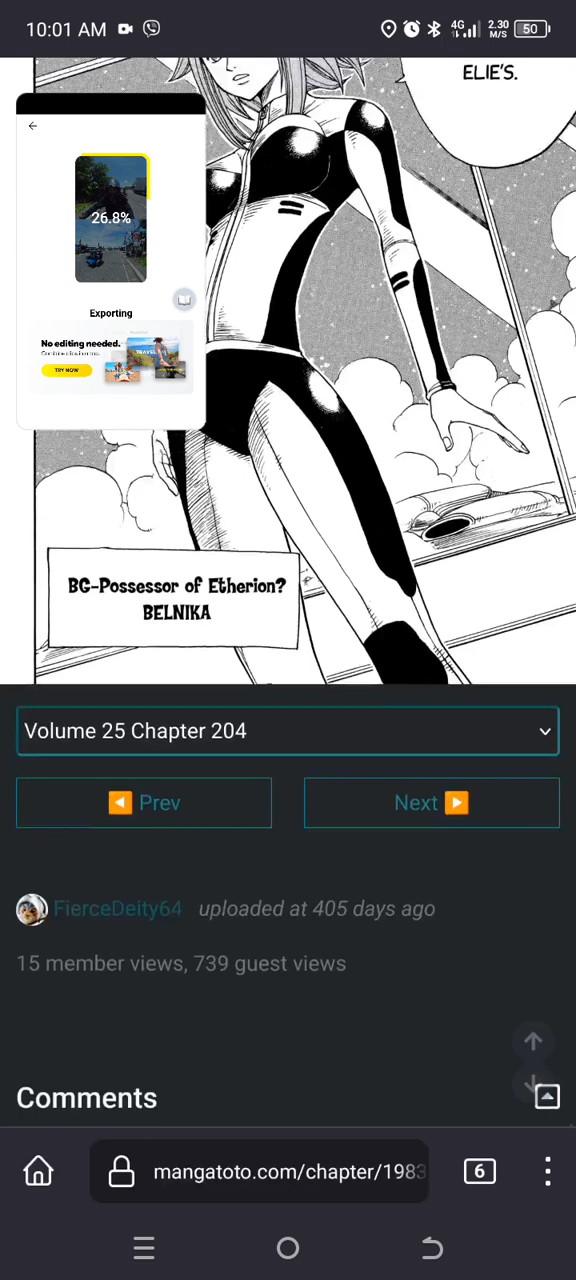 10:01 AM
4G
2.30
M/S
50
ELIE'S.
26.8%
Exporting
No editing needed.
TRAVEL
TRY NOW
BG-Possessor of Etherion?
BELNIKA
Volume 25 Chapter 204
Prev
Next
FierceDeity64 uploaded at 405 days ago
15 member views, 739 guest views
Comments
mangatoto.com/chapter/1983
6